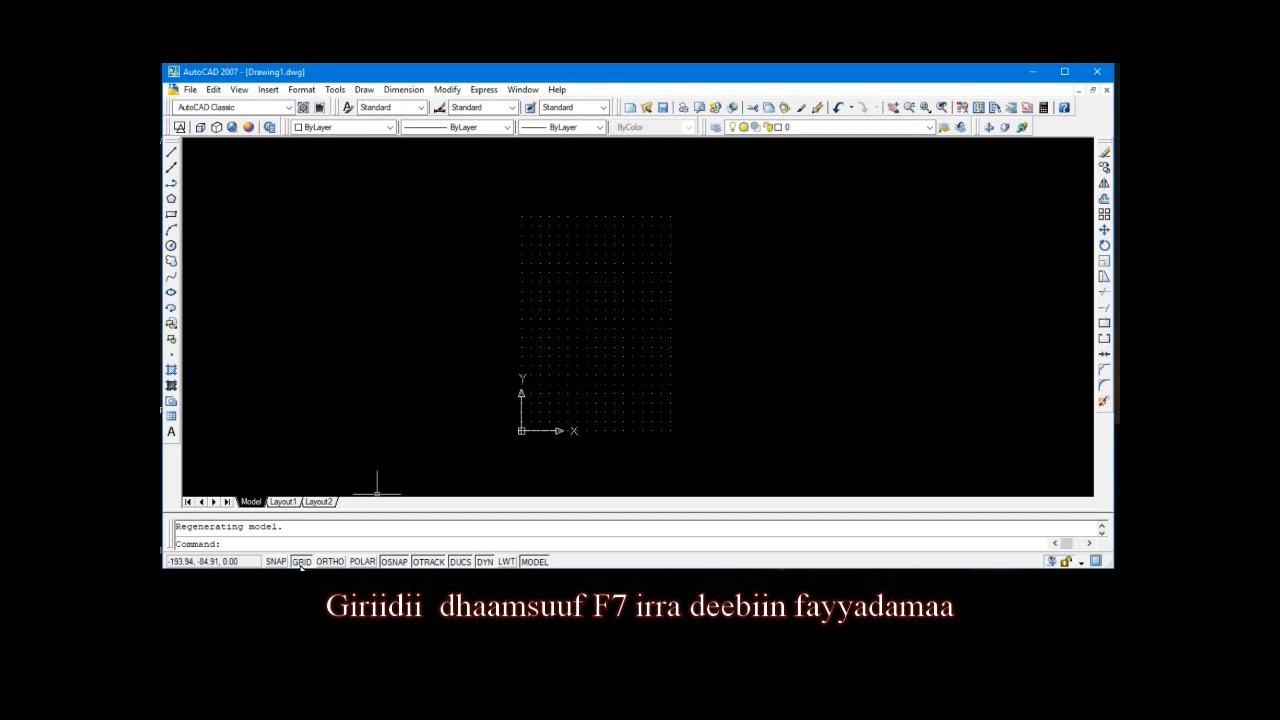 AutoCAD 2007 - [Drawing1.dwg]
File Edit View Insert Format Tools Draw Dimension Modify Express Window Help
AutoCAD Classic Standard Standard Standard
ByLayer ByLayer ByLayer ByColor 0
Y
X
Model Layout1 Layout2
Regenerating model.
Command:
-193.94, -84.91, 0.00 SNAP GRID ORTHO POLAR OSNAP OTRACK DUCS DYN LWT MODEL
Giriidii dhaamsuuf F7 irra deebiin fayyadamaa